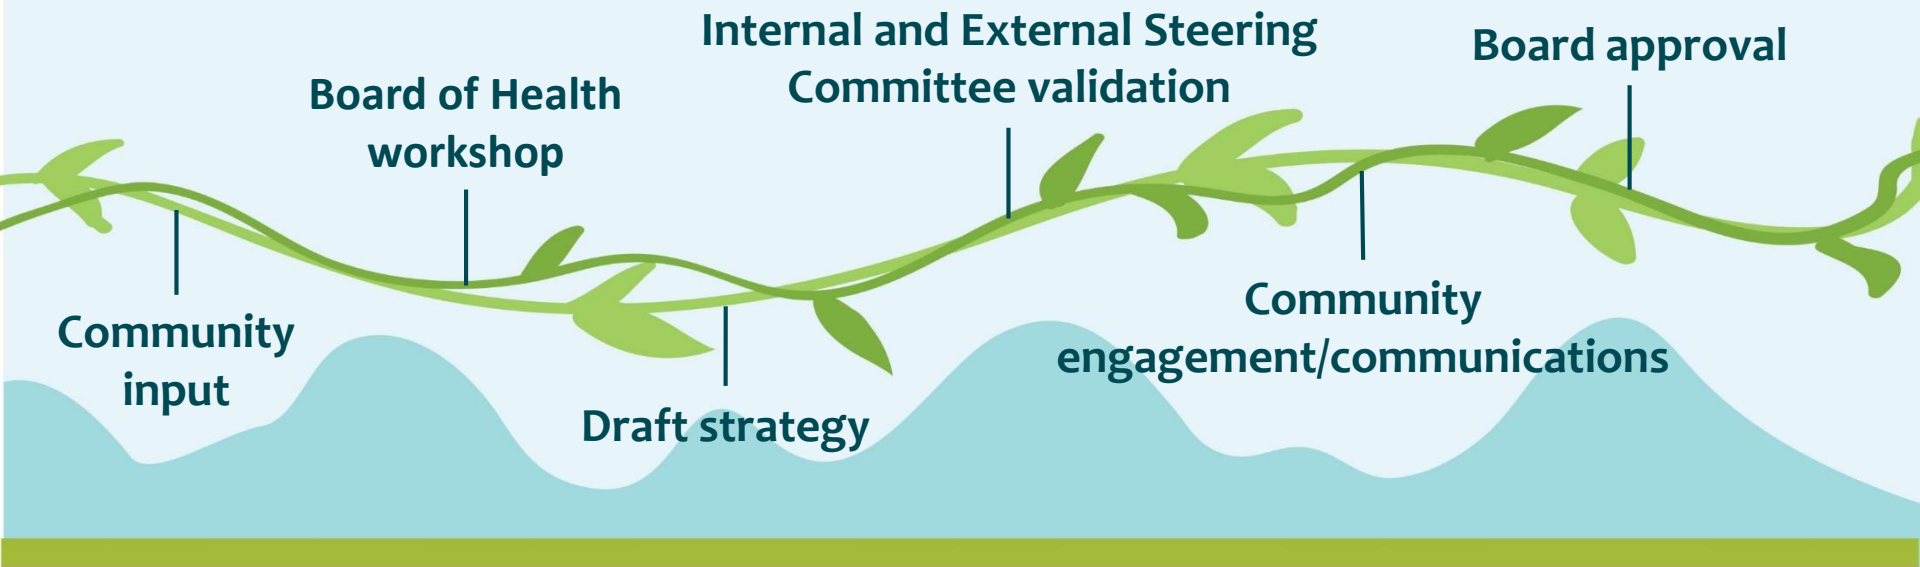 Community
input
Board of Health
workshop
Draft strategy
Internal and External Steering
Committee validation
Community
engagement/communications
Board approval